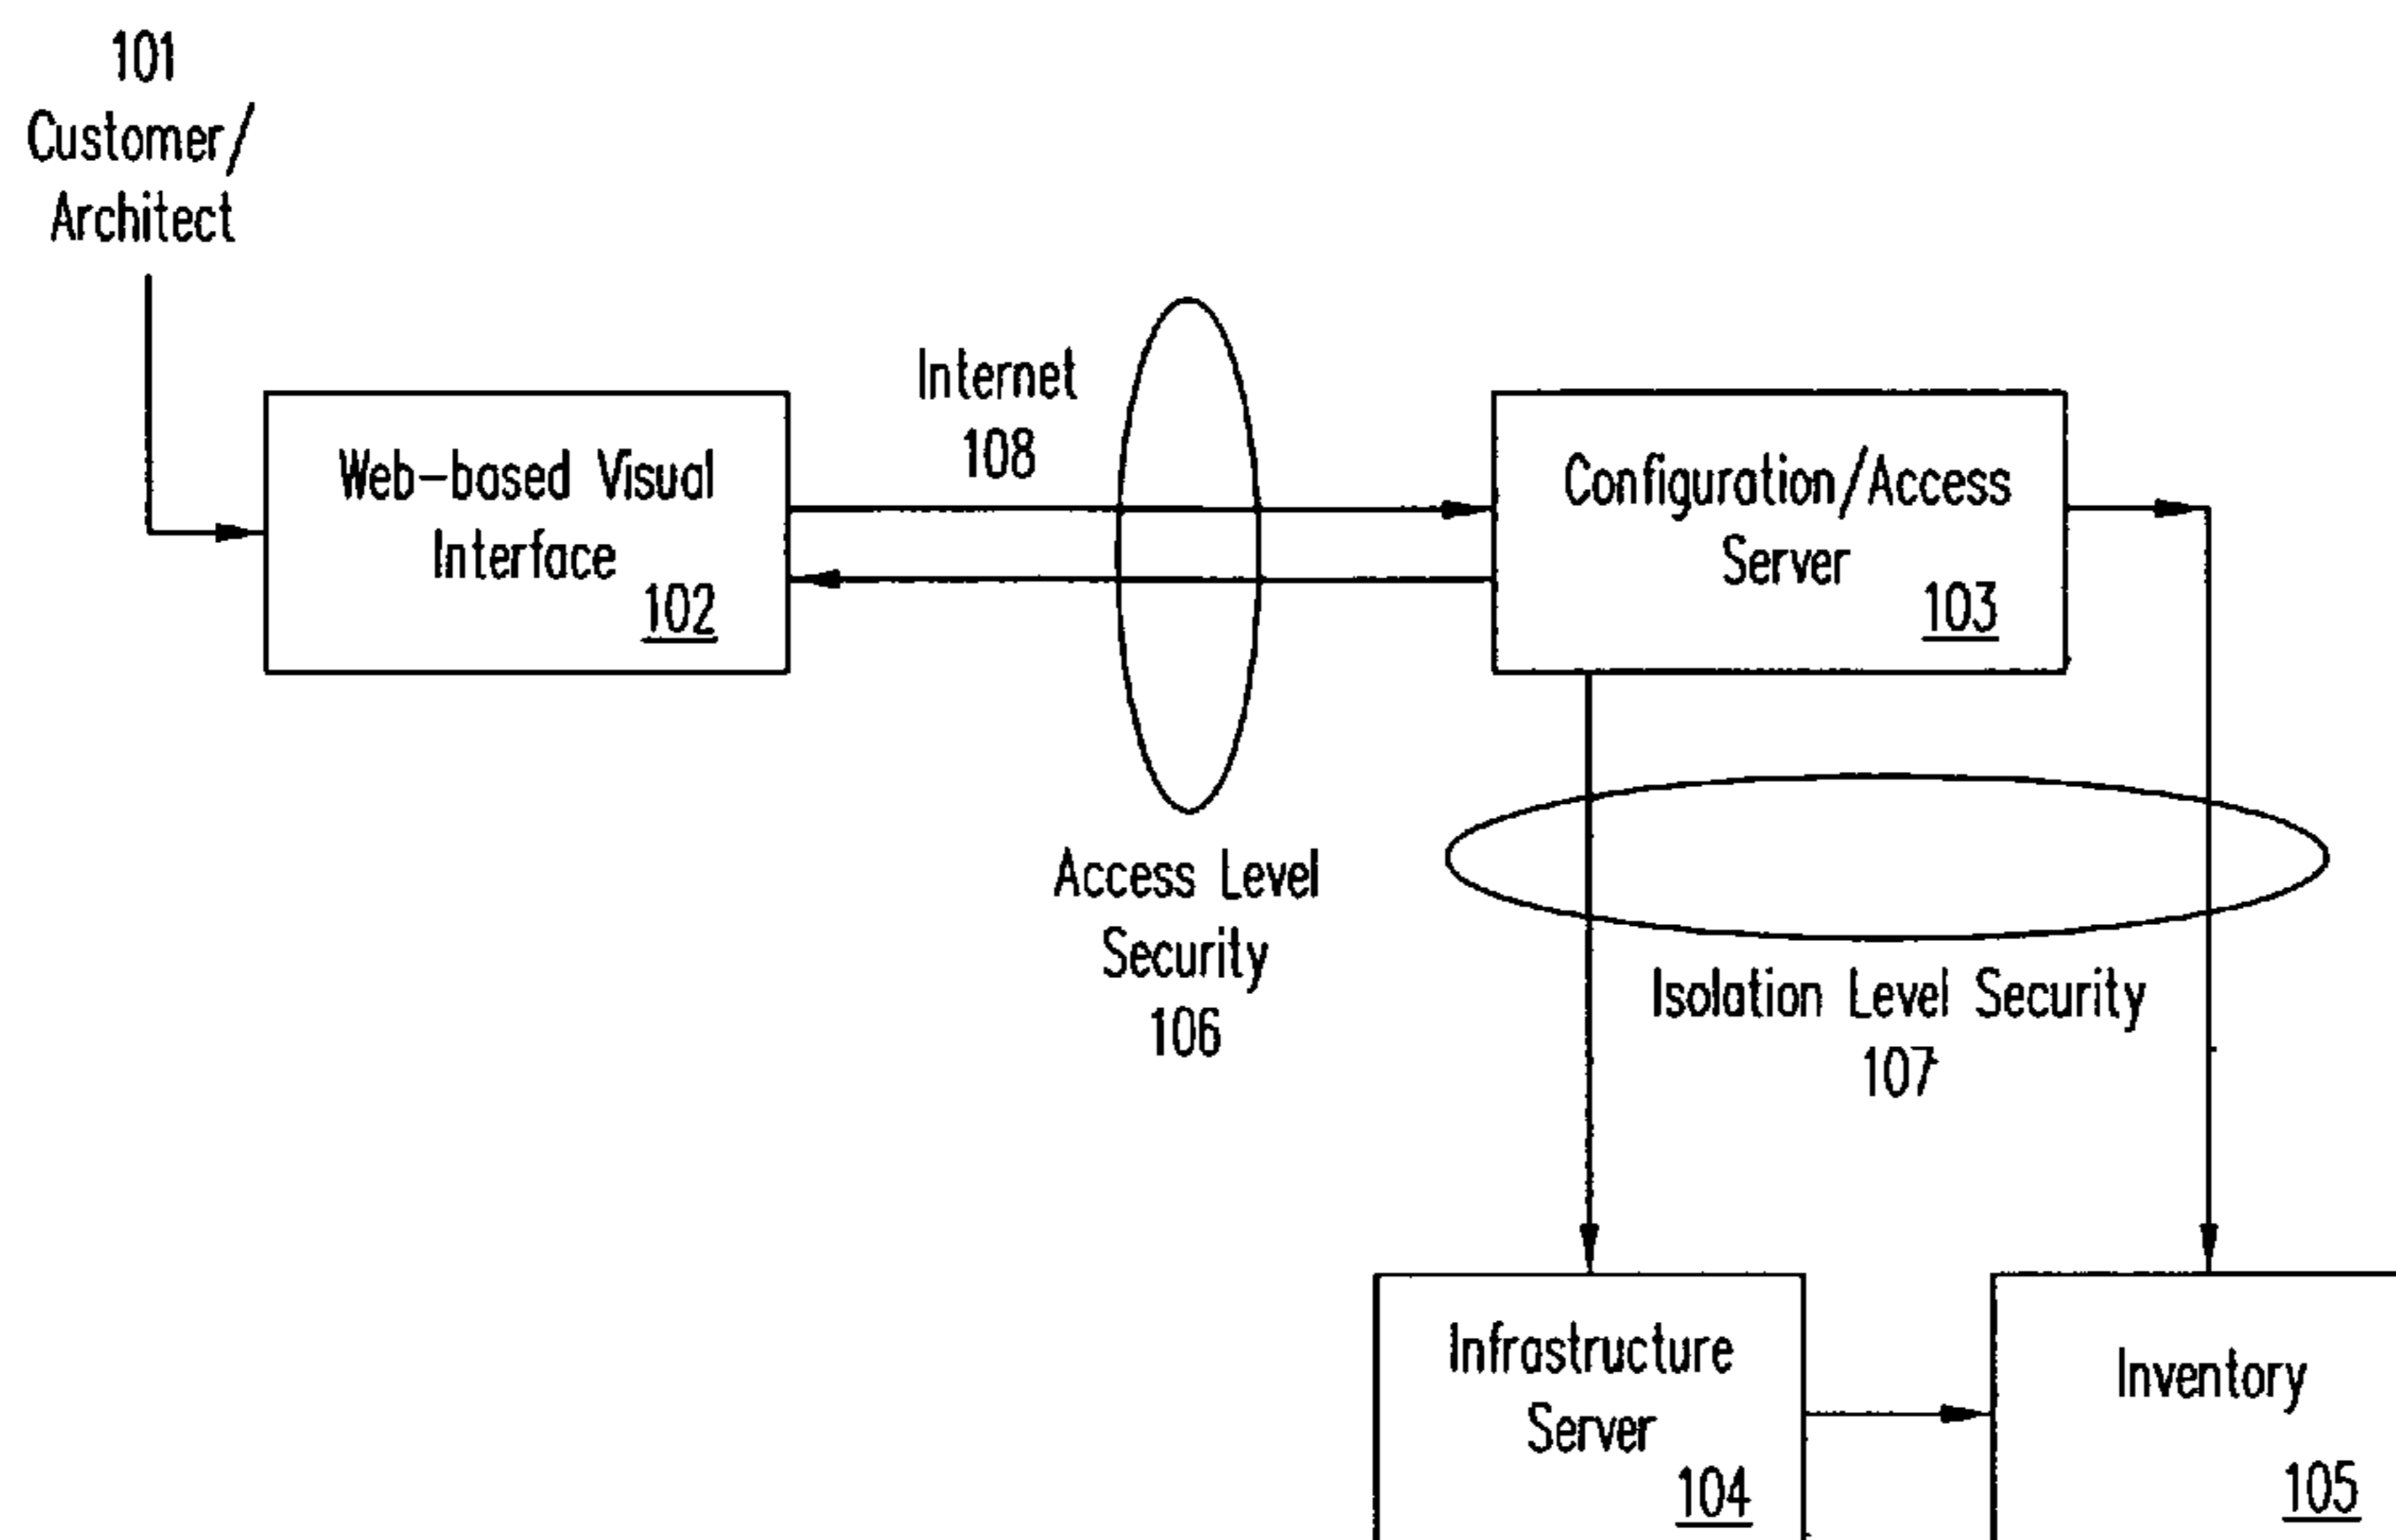 101
Customer/
Architect
Internet
108
Web-based Visual
Interface
102
Configuration/Access
Server
103
Access Level
Security
106
Isolation Level Security
107
Infrastructure
Server
104
Inventory
105